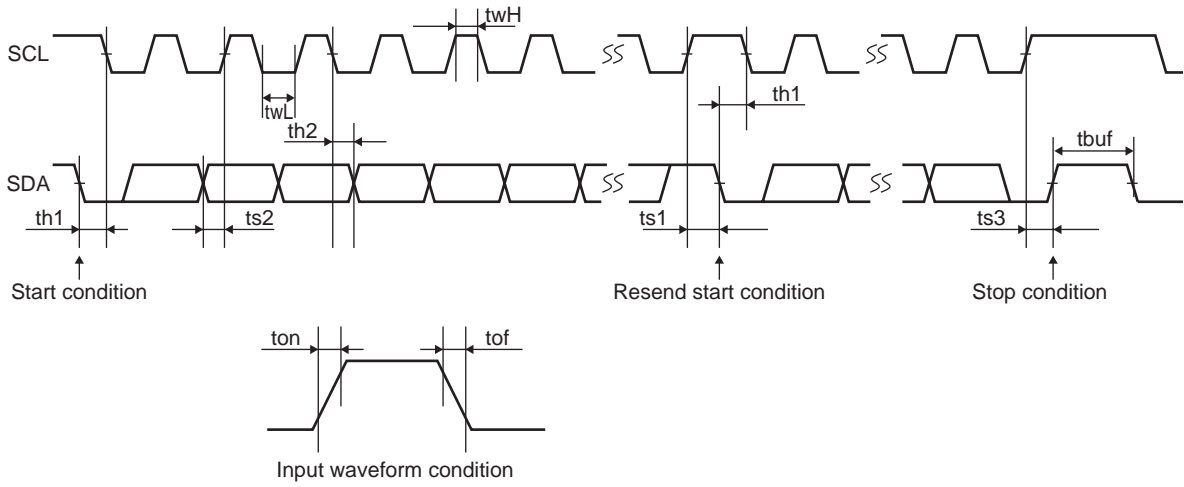 twH
SCL
twL
th1
th2
tbuf
SDA
th1
ts2
ts1
ts3
Start condition
Resend start condition
Stop condition
ton
tof
Input waveform condition